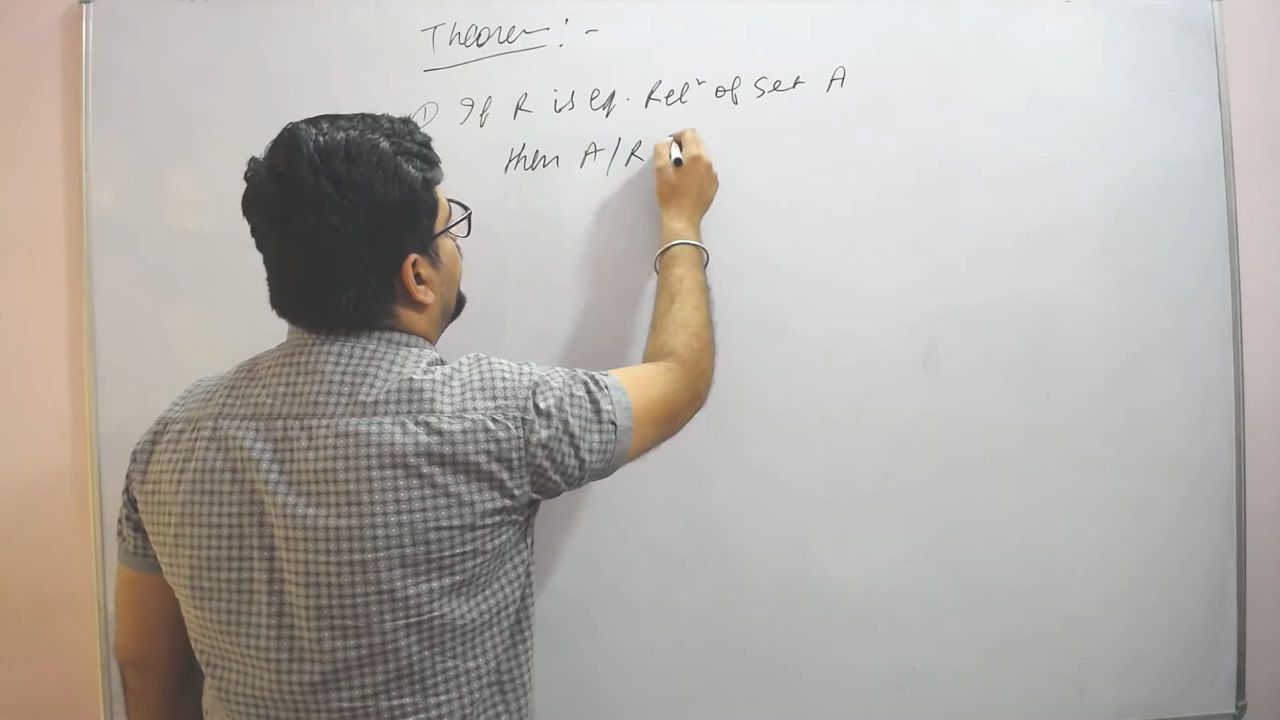 Theorem :-
① If R is eq. Relⁿ of set A
then A/R